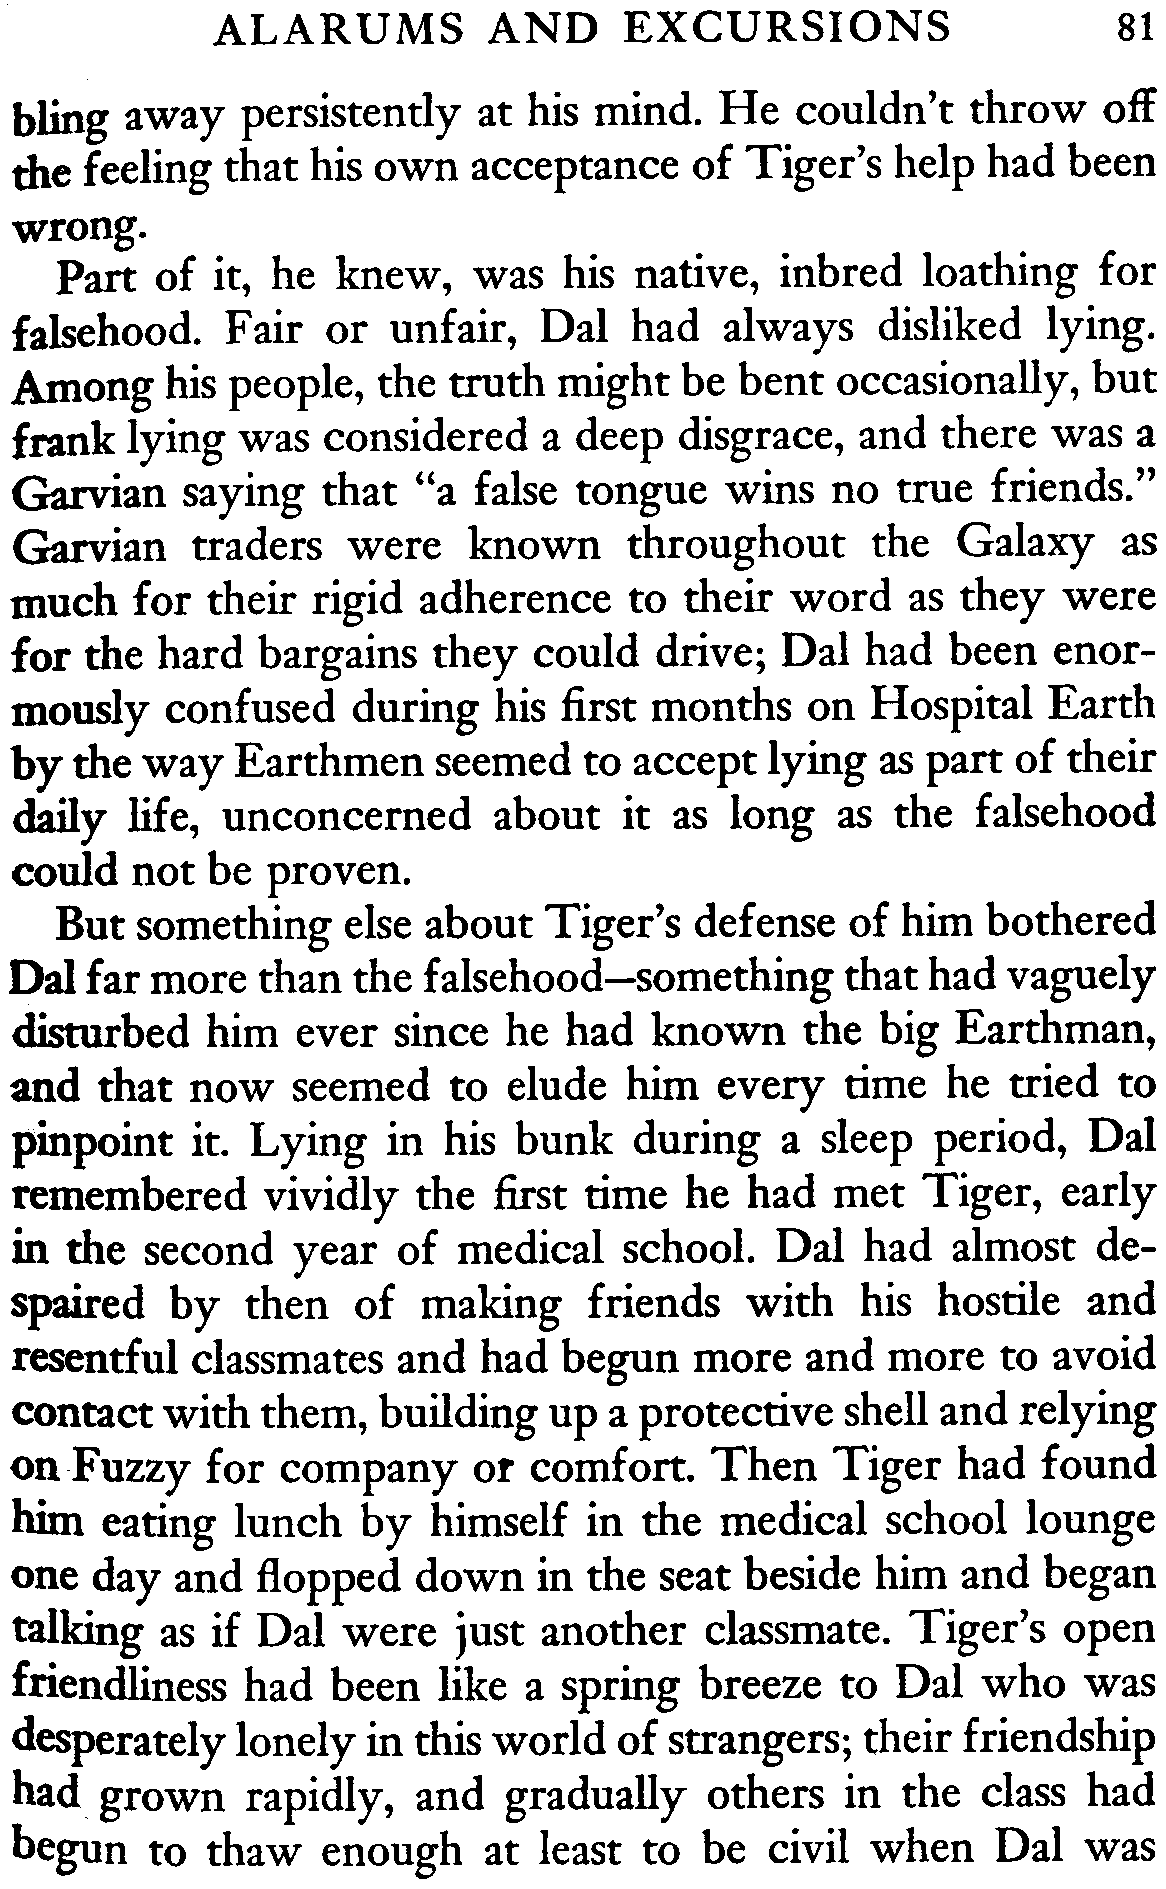 ALARUMS AND EXCURSIONS 81
bling away persistently at his mind. He couldn't throw off
the feeling that his own acceptance of Tiger's help had been
wrong.
Part of it, he knew, was his native, inbred loathing for
falsehood. Fair or unfair, Dal had always disliked lying.
Among his people, the truth might be bent occasionally, but
frank lying was considered a deep disgrace, and there was a
Garvian saying that “a false tongue wins no true friends.”
Garvian traders were known throughout the Galaxy as
much for their rigid adherence to their word as they were
for the hard bargains they could drive; Dal had been enor-
mously confused during his first months on Hospital Earth
by the way Earthmen seemed to accept lying as part of their
daily life, unconcerned about it as long as the falsehood
could not be proven.
But something else about Tiger's defense of him bothered
Dal far more than the falsehood—something that had vaguely
disturbed him ever since he had known the big Earthman,
and that now seemed to elude him every time he tried to
pinpoint it. Lying in his bunk during a sleep period, Dal
remembered vividly the first time he had met Tiger, early
in the second year of medical school. Dal had almost de-
spaired by then of making friends with his hostile and
resentful classmates and had begun more and more to avoid
contact with them, building up a protective shell and relying
on Fuzzy for company or comfort. Then Tiger had found
him eating lunch by himself in the medical school lounge
one day and flopped down in the seat beside him and began
talking as if Dal were just another classmate. Tiger's open
friendliness had been like a spring breeze to Dal who was
desperately lonely in this world of strangers; their friendship
had grown rapidly, and gradually others in the class had
begun to thaw enough at least to be civil when Dal was